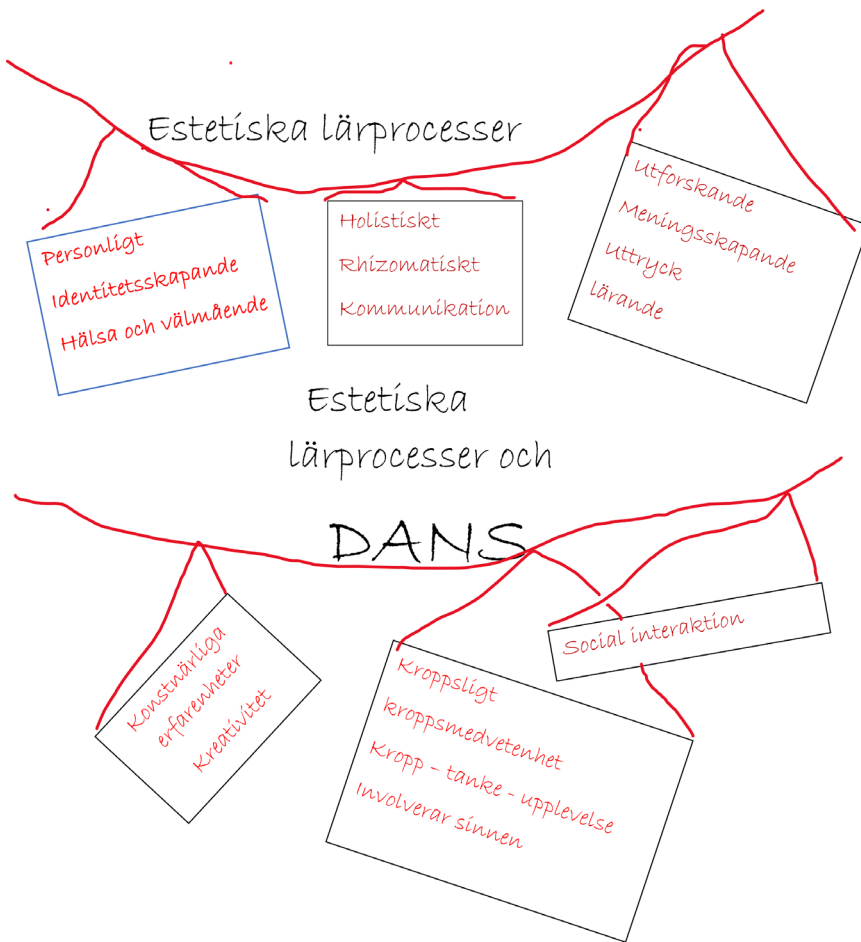 Estetiska lärprocesser
Personligt
Identitetsskapande
Hälsa och välmående
Holistiskt
Rhizomatiskt
Kommunikation
Utforskande
Meningsskapande
Uttryck
lärande
Estetiska
lärprocesser och
DANS
Konstnärliga
erfarenheter
Kreativitet
Kroppsligt
kroppsmedvetenhet
Kropp – tanke - upplevelse
Involverar sinnen
Social interaktion